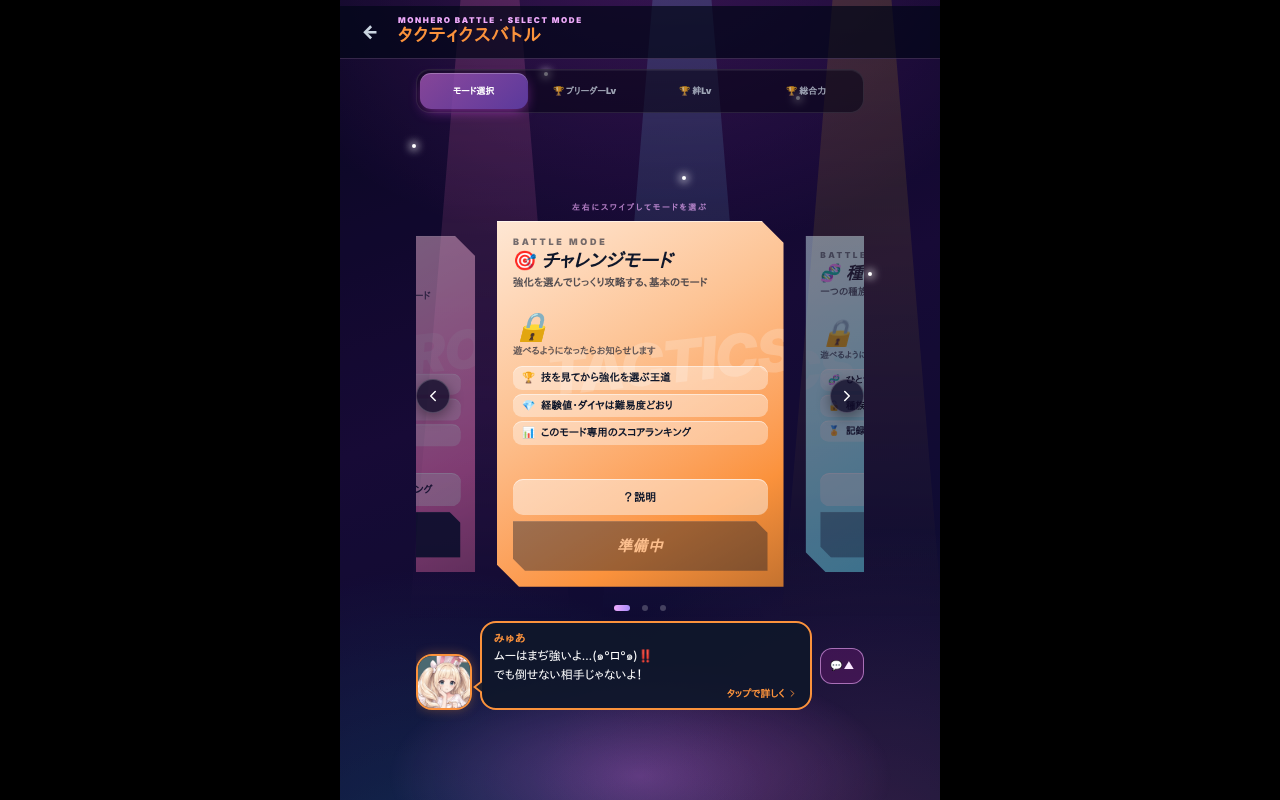 MONHERO BATTLE · SELECT MODE
タクティクスバトル
モード選択
🏆 ブリーダーLv
🏆 絆Lv
🏆 総合力
左右にスワイプしてモードを選ぶ
BATTLE MODE
🎯 チャレンジモード
強化を選んでじっくり攻略する、基本のモード
遊べるようになったらお知らせします
TACTICS
🏆 技を見てから強化を選ぶ王道
💎 経験値・ダイヤは難易度どおり
📊 このモード専用のスコアランキング
? 説明
準備中
ード
RO
ング
BATTLE
🧬 種
一つの種族
遊べるように
ひと
記録
みゅあ
ムーはまぢ強いよ...(๑°ロ°๑)‼️
でも倒せない相手じゃないよ!
タップで詳しく >
💬▲